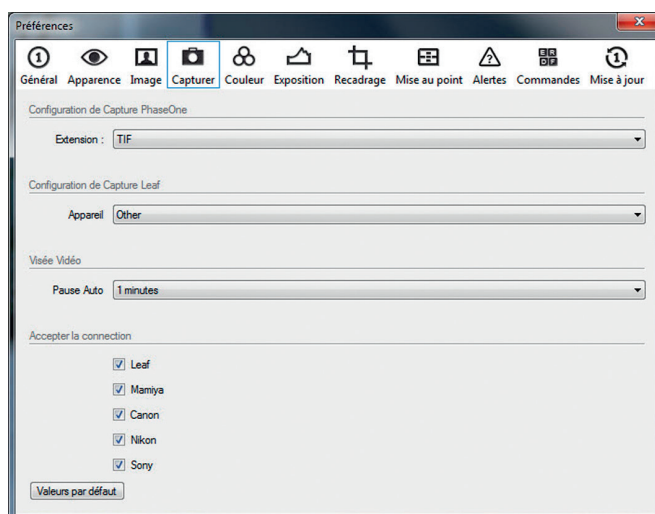 Préférences
Général Apparence Image Capturer Couleur Exposition Recadrage Mise au point Alertes Commandes Mise à jour
Configuration de Capture PhaseOne
Extension : TIF
Configuration de Capture Leaf
Appareil Other
Visée Vidéo
Pause Auto 1 minutes
Accepter la connection
Leaf
Mamiya
Canon
Nikon
Sony
Valeurs par défaut